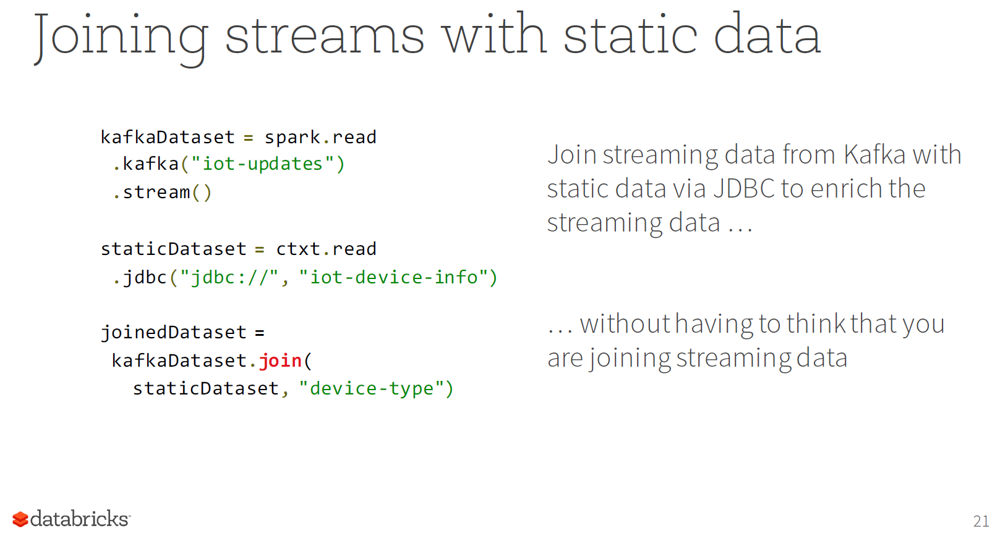 Joining streams with static data
kafkaDataset = spark.read
.kafka("iot-updates")
.stream()
staticDataset = ctxt.read
.jdbc("jdbc://", "iot-device-info")
joinedDataset =
kafkaDataset.join(
staticDataset, "device-type")
Join streaming data from Kafka with
static data via JDBC to enrich the
streaming data …
… without having to think that you
are joining streaming data
databricks™
21